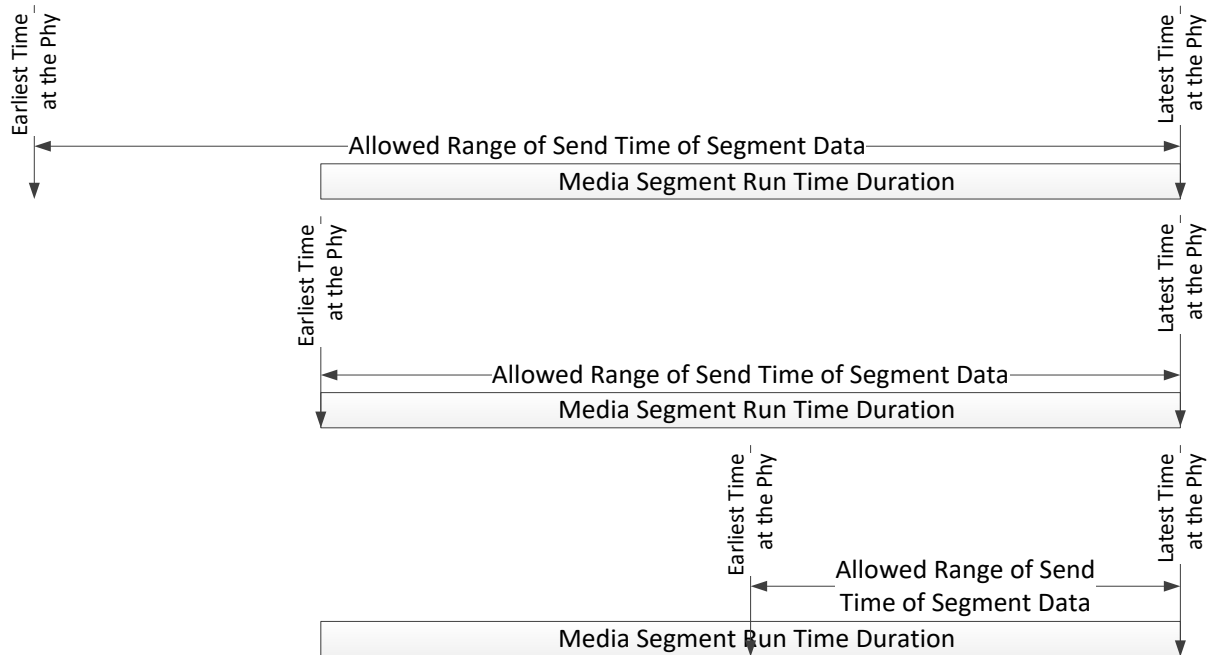 Earliest Time
at the Phy
Latest Time
at the Phy
Allowed Range of Send Time of Segment Data
Media Segment Run Time Duration
Earliest Time
at the Phy
Latest Time
at the Phy
Allowed Range of Send Time of Segment Data
Media Segment Run Time Duration
Earliest Time
at the Phy
Latest Time
at the Phy
Allowed Range of Send
Time of Segment Data
Media Segment Run Time Duration